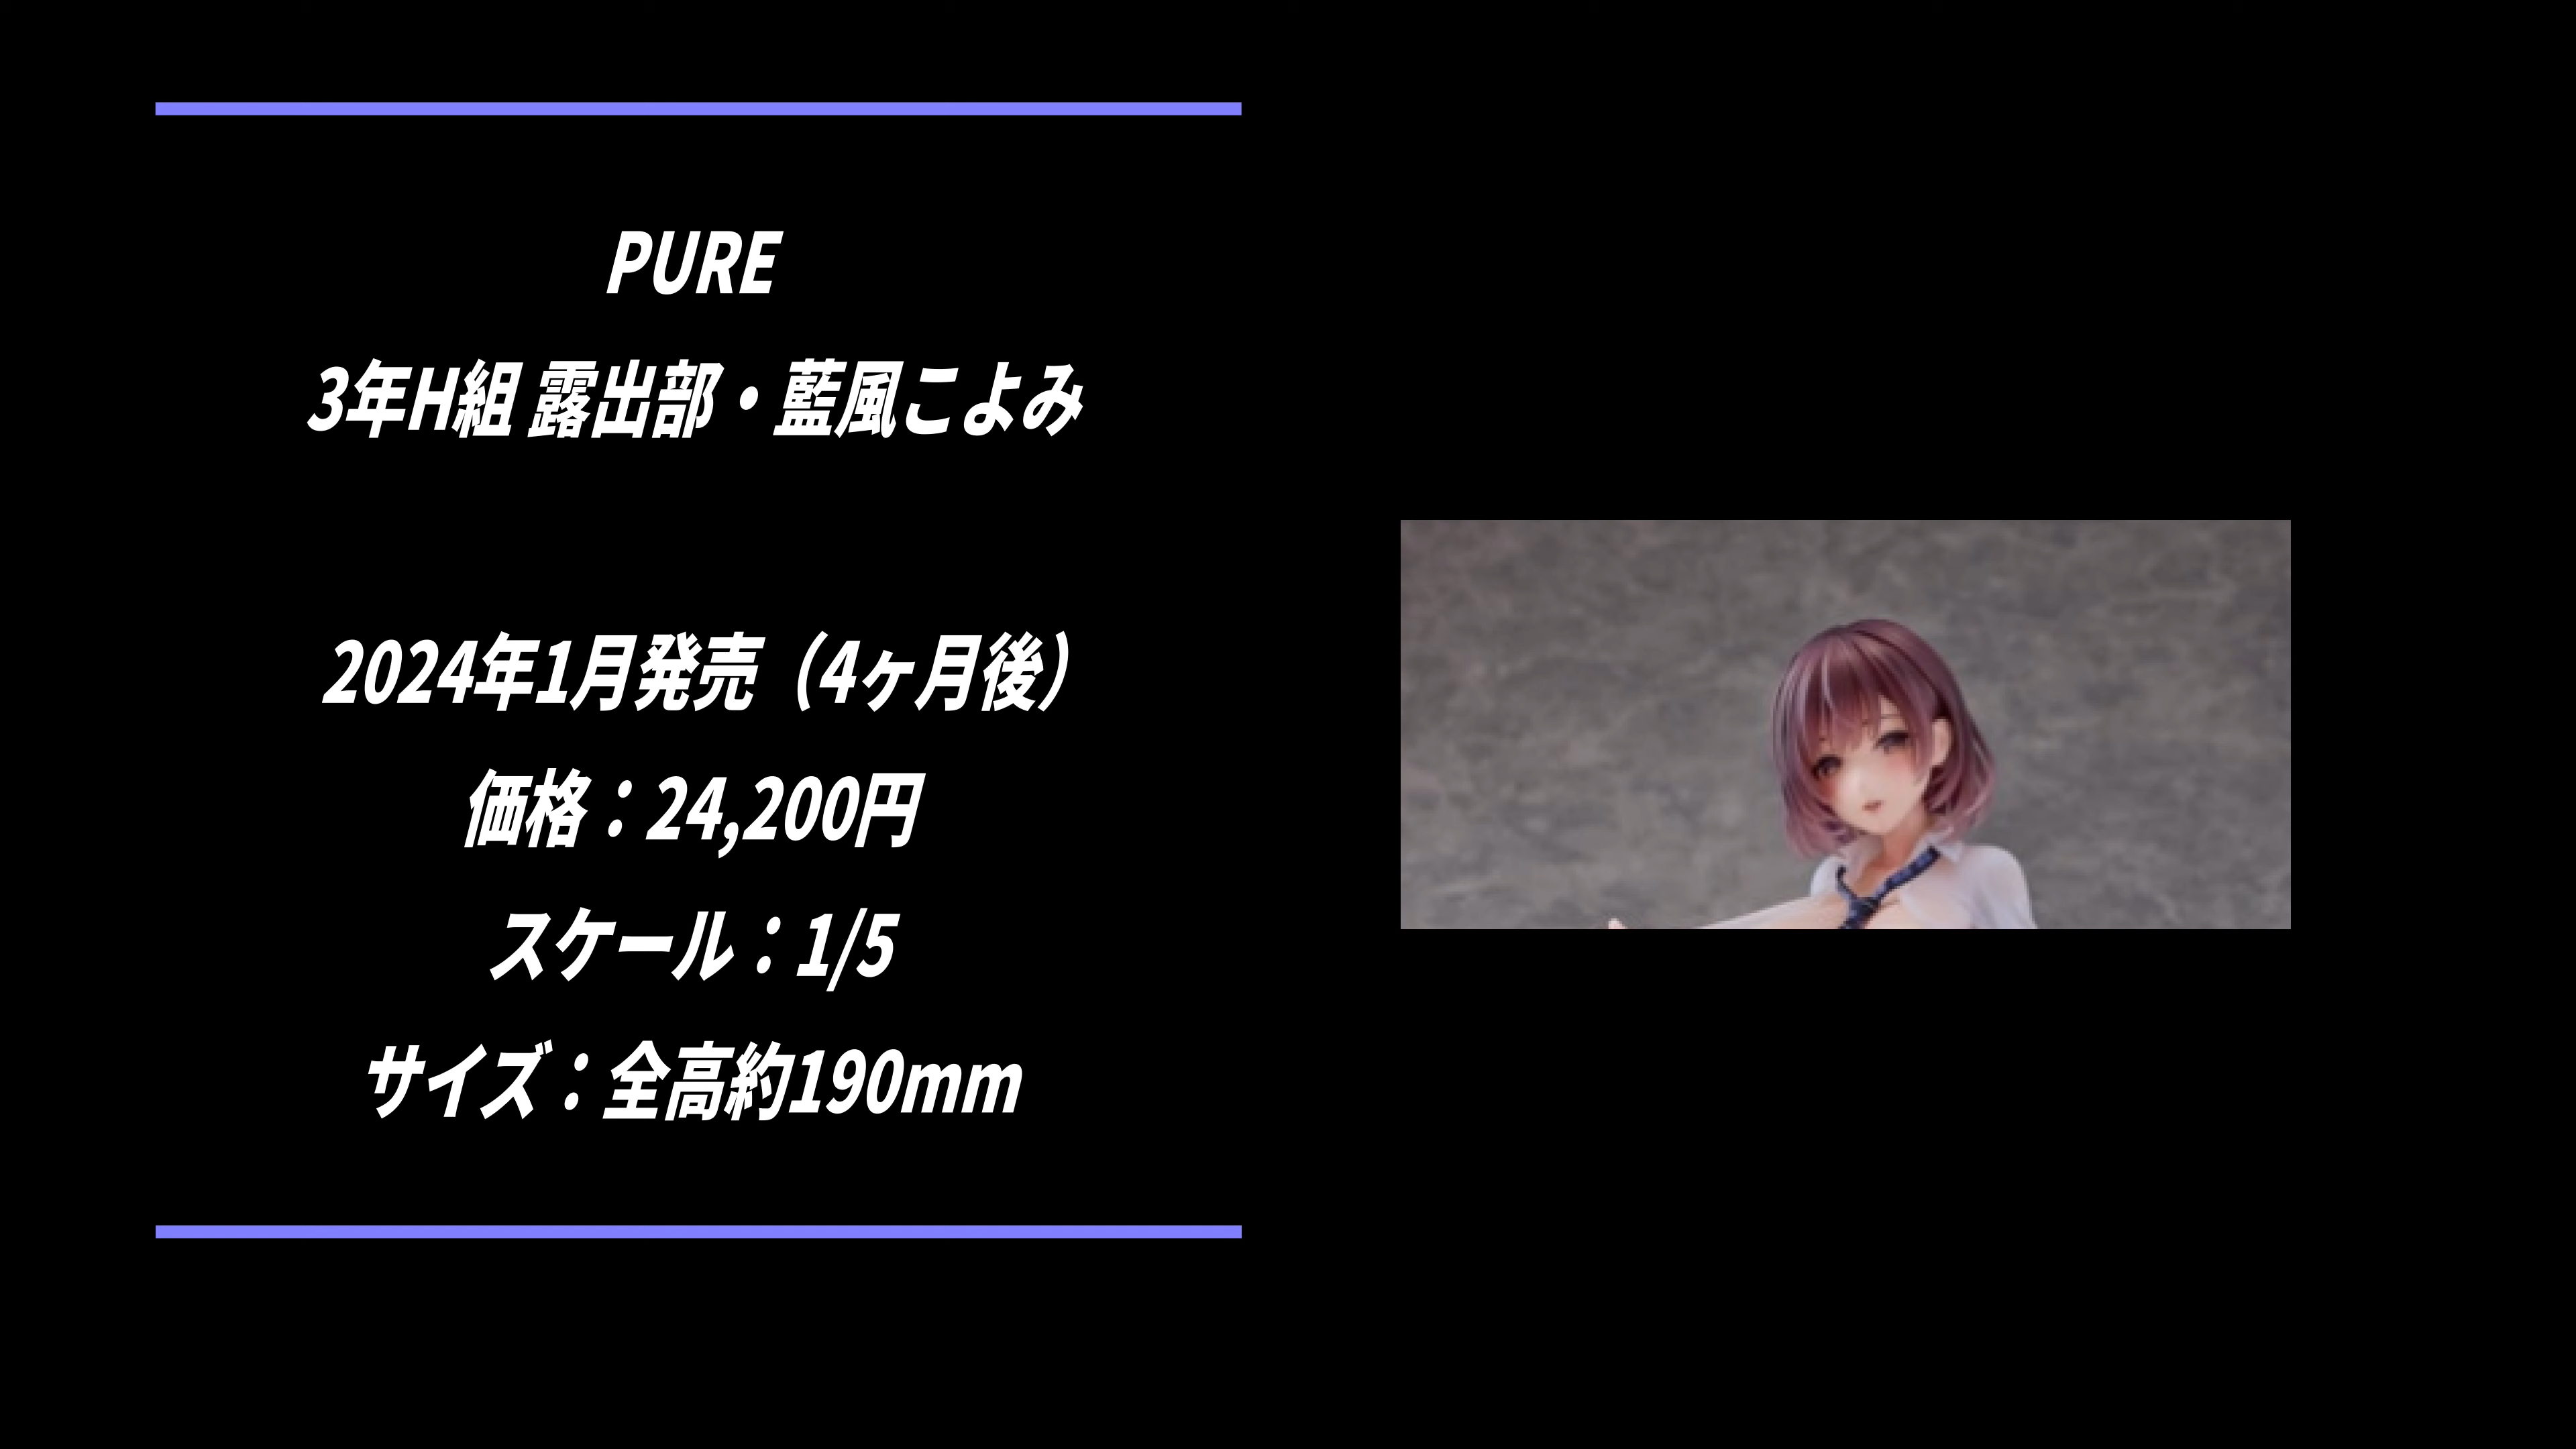 PURE
3年H組 露出部・藍風こよみ
2024年1月発売（4ヶ月後）
価格：24,200円
スケール：1/5
サイズ：全高約190mm